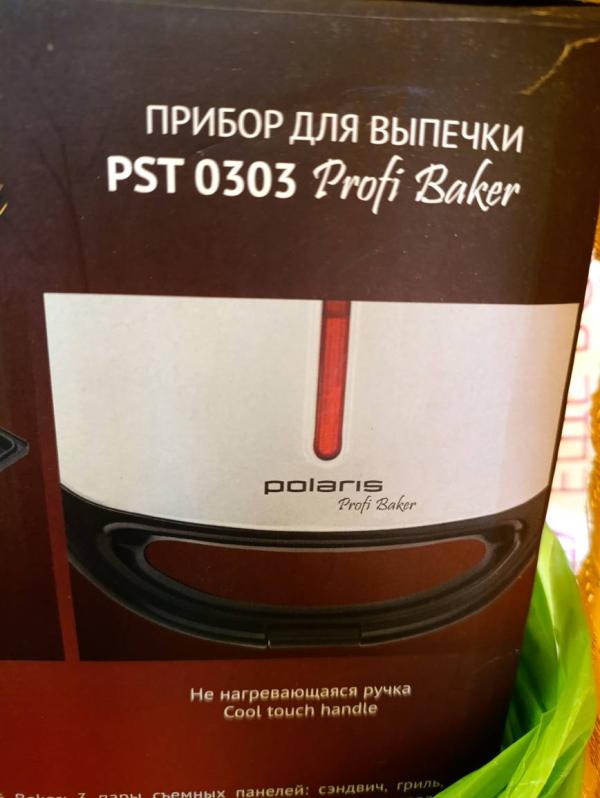 ПРИБОР ДЛЯ ВЫПЕЧКИ
PST 0303 Profi Baker
polaris
Profi Baker
Не нагревающаяся ручка
Cool touch handle
Baker: 3 пары съемных панелей: сэндвич, гриль,